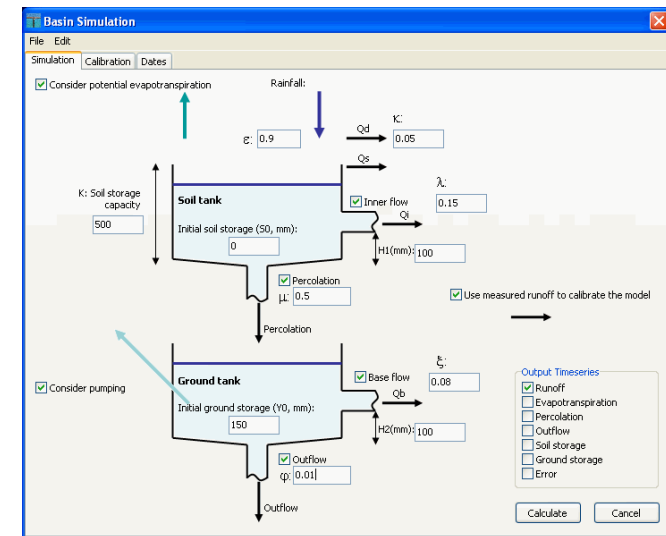 Basin Simulation
File Edit
Simulation Calibration Dates
Consider potential evapotranspiration
Rainfall:
ε: 0.9
Qd
κ:
0.05
Qs
K: Soil storage
capacity
500
Soil tank
Initial soil storage (S0, mm):
0
Inner flow
λ:
0.15
Qi
H1(mm): 100
Percolation
μ: 0.5
Percolation
Use measured runoff to calibrate the model
Consider pumping
Ground tank
Initial ground storage (Y0, mm):
150
Base flow
ξ:
0.08
Qb
H2(mm): 100
Outflow
φ: 0.01
Outflow
Output Timeseries
Runoff
Evapotranspiration
Percolation
Outflow
Soil storage
Ground storage
Error
Calculate Cancel